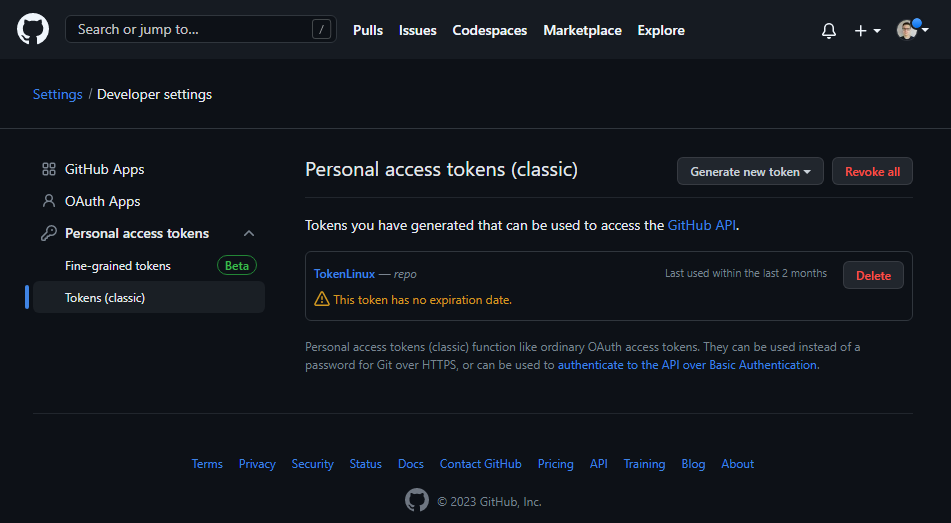 Search or jump to... /
Pulls Issues Codespaces Marketplace Explore
Settings / Developer settings
GitHub Apps
OAuth Apps
Personal access tokens
Fine-grained tokens Beta
Tokens (classic)
Personal access tokens (classic) Generate new token Revoke all
Tokens you have generated that can be used to access the GitHub API.
TokenLinux — repo Last used within the last 2 months Delete
This token has no expiration date.
Personal access tokens (classic) function like ordinary OAuth access tokens. They can be used instead of a
password for Git over HTTPS, or can be used to authenticate to the API over Basic Authentication.
Terms Privacy Security Status Docs Contact GitHub Pricing API Training Blog About
© 2023 GitHub, Inc.